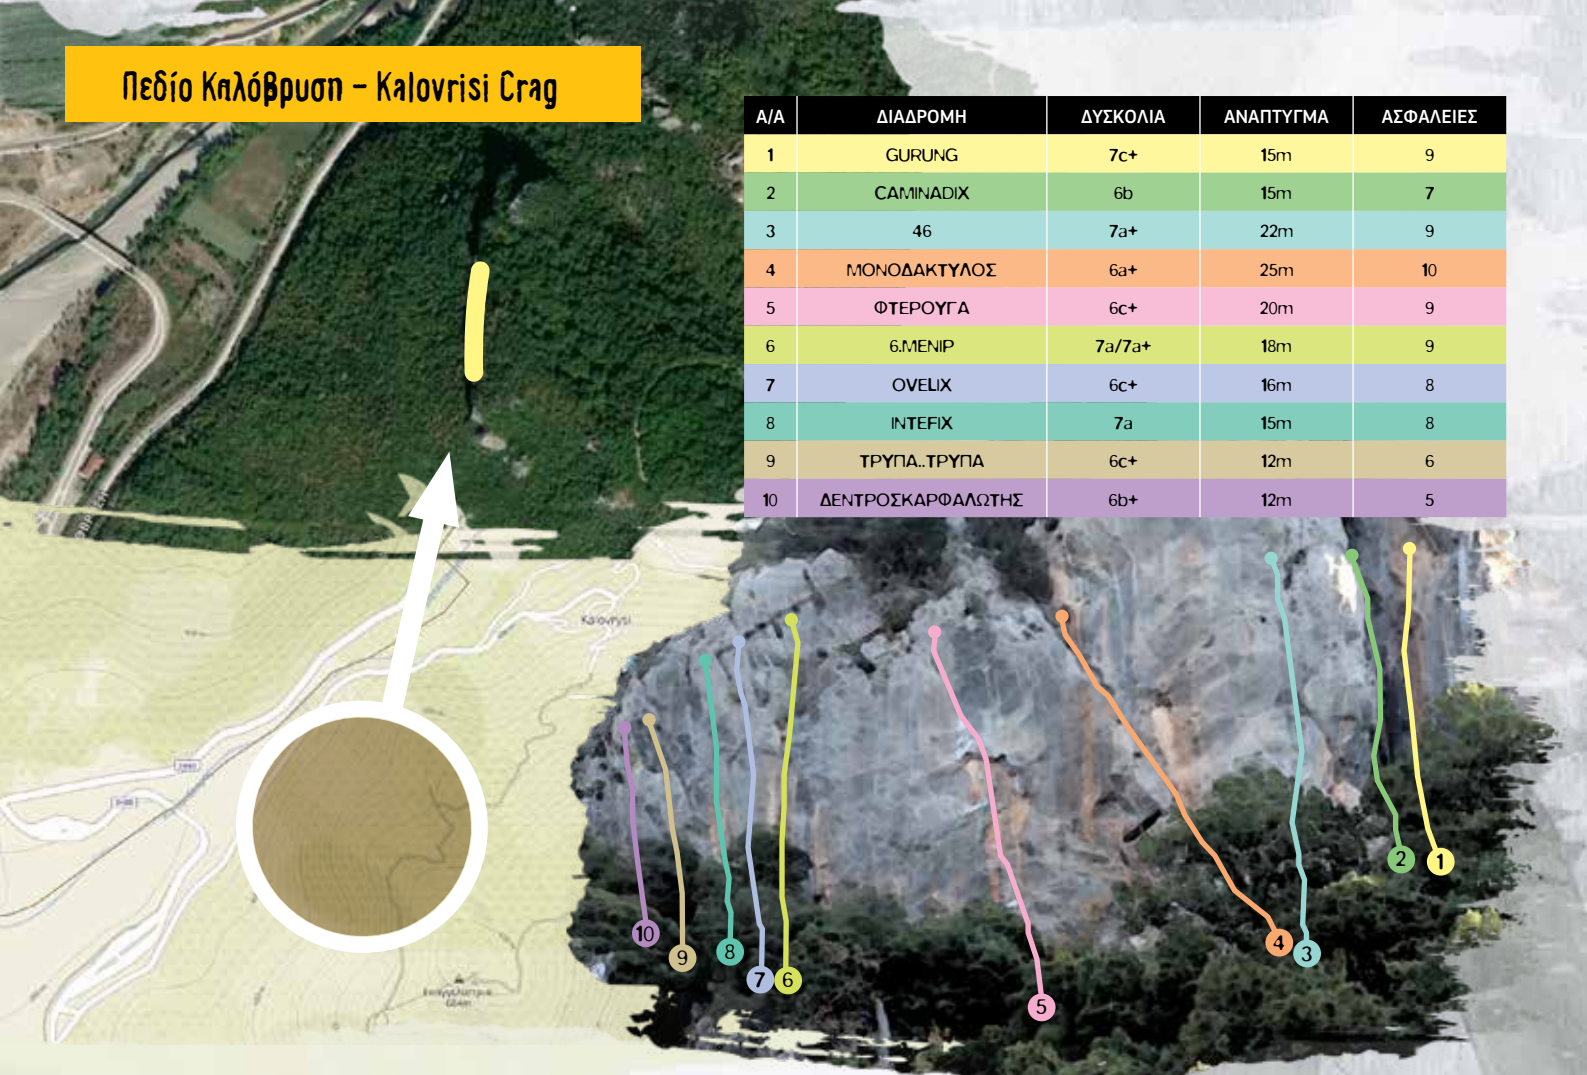 Πεδίο Καλόβρυση – Kalovrisi Crag
Α/Α ΔΙΑΔΡΟΜΗ ΔΥΣΚΟΛΙΑ ΑΝΑΠΤΥΓΜΑ ΑΣΦΑΛΕΙΕΣ
1 GURUNG 7c+ 15m 9
2 CAMINADIX 6b 15m 7
3 46 7a+ 22m 9
4 ΜΟΝΟΔΑΚΤΥΛΟΣ 6a+ 25m 10
5 ΦΤΕΡΟΥΓΑ 6c+ 20m 9
6 6.MENIP 7a/7a+ 18m 9
7 OVELIX 6c+ 16m 8
8 INTEFIX 7a 15m 8
9 ΤΡΥΠΑ..ΤΡΥΠΑ 6c+ 12m 6
10 ΔΕΝΤΡΟΣΚΑΡΦΑΛΩΤΗΣ 6b+ 12m 5
Kalovrysi
2
1
10
9
8
7
6
5
4
3